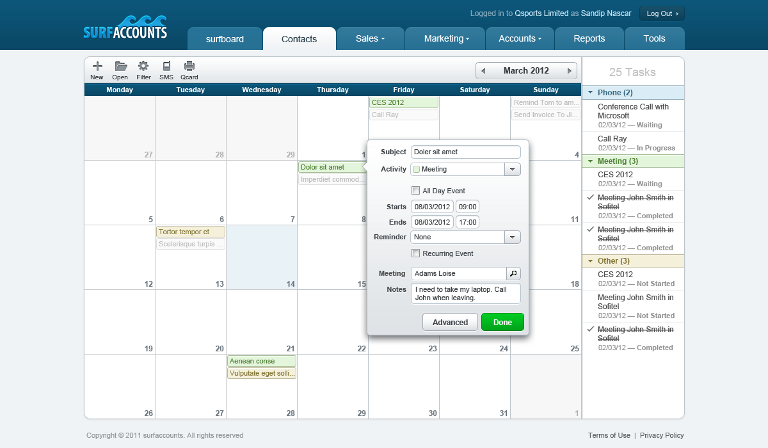 Logged in to Qsports Limited as Sandip Nascar
Log Out
SURFACCOUNTS
surfboard
Contacts
Sales
Marketing
Accounts
Reports
Tools
New
Open
Filter
SMS
Qcard
March 2012
25 Tasks
Monday
Tuesday
Wednesday
Thursday
Friday
Saturday
Sunday
CES 2012
Remind Tom to am...
Call Ray
Send Invoice To Ji...
27
28
29
1
4
Dolor sit amet
Imperdiet commod...
5
6
7
8
11
Tortor tempor et
Scelerisque turpis ...
12
13
14
15
18
19
20
21
22
23
24
25
Aenean conse
Vulputate eget solli...
26
27
28
29
30
31
1
Subject
Dolor sit amet
Activity
Meeting
All Day Event
Starts
08/03/2012
09:00
Ends
08/03/2012
17:00
Reminder
None
Recurring Event
Meeting
Adams Loise
Notes
I need to take my laptop. Call
John when leaving.
Advanced
Done
Phone (2)
Conference Call with
Microsoft
02/03/12 — Waiting
Call Ray
02/03/12 — In Progress
Meeting (3)
CES 2012
02/03/12 — Waiting
Meeting John Smith in
Sofitel
02/03/12 — Completed
Meeting John Smith in
Sofitel
02/03/12 — Completed
Other (3)
CES 2012
02/03/12 — Not Started
Meeting John Smith in
Sofitel
02/03/12 — Not Started
Meeting John Smith in
Sofitel
02/03/12 — Completed
Copyright © 2011 surfaccounts. All rights reserved
Terms of Use | Privacy Policy